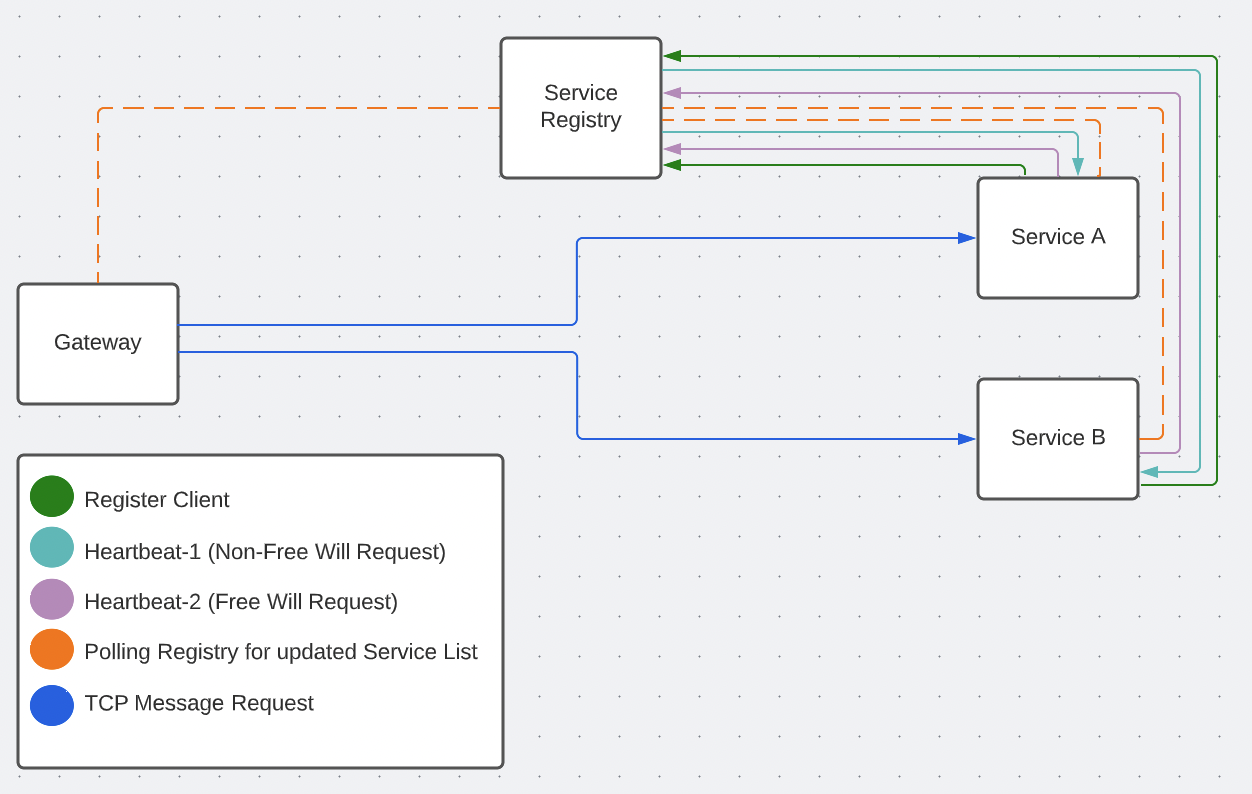 Service
Registry
Service A
Gateway
Service B
Register Client
Heartbeat-1 (Non-Free Will Request)
Heartbeat-2 (Free Will Request)
Polling Registry for updated Service List
TCP Message Request